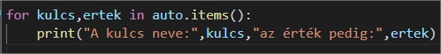 for kulcs,ertek in auto.items():
    print("A kulcs neve:",kulcs,"az érték pedig:",ertek)